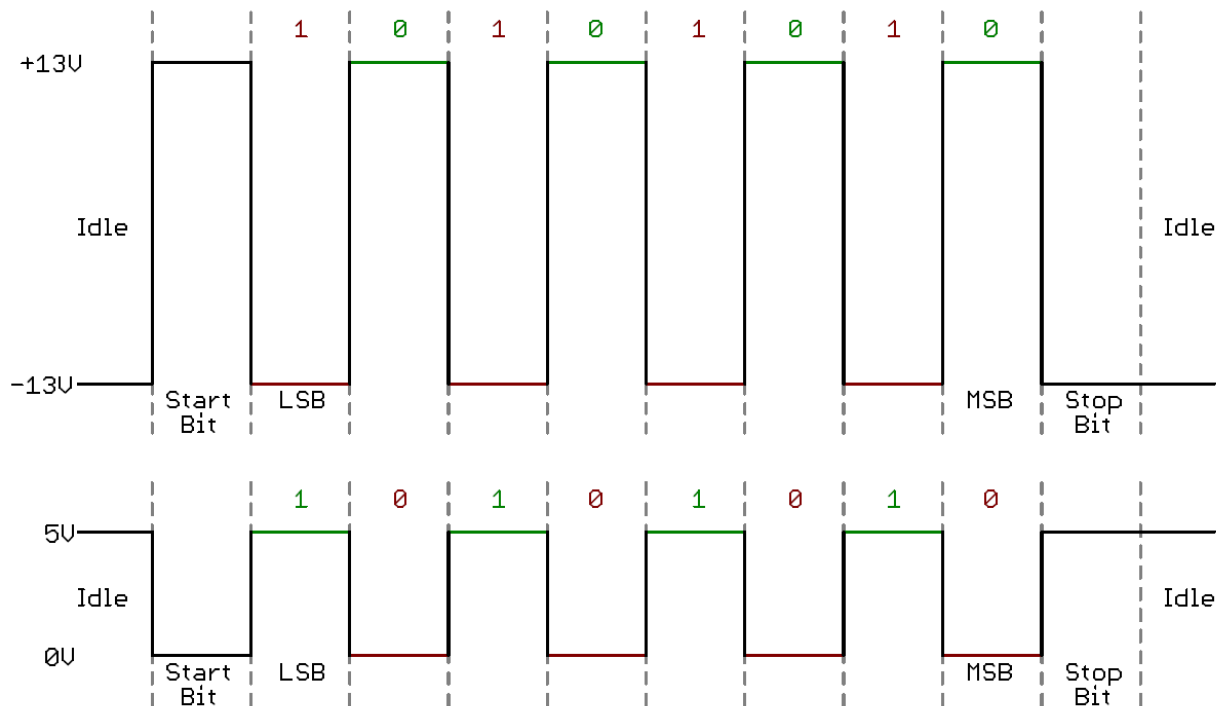 1 0 1 0 1 0 1 0
+13V
Idle Idle
-13V
Start LSB MSB Stop
Bit Bit
1 0 1 0 1 0 1 0
5V
Idle Idle
0V
Start LSB MSB Stop
Bit Bit